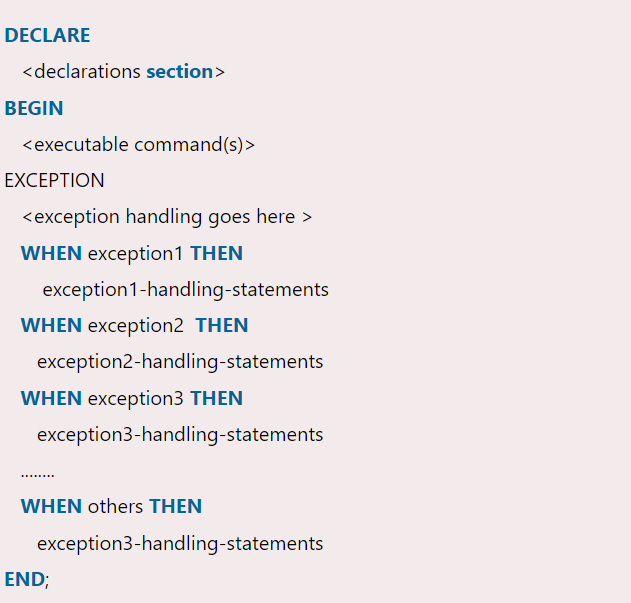 DECLARE
<declarations section>
BEGIN
<executable command(s)>
EXCEPTION
<exception handling goes here >
WHEN exception1 THEN
exception1-handling-statements
WHEN exception2  THEN
exception2-handling-statements
WHEN exception3 THEN
exception3-handling-statements
........
WHEN others THEN
exception3-handling-statements
END;